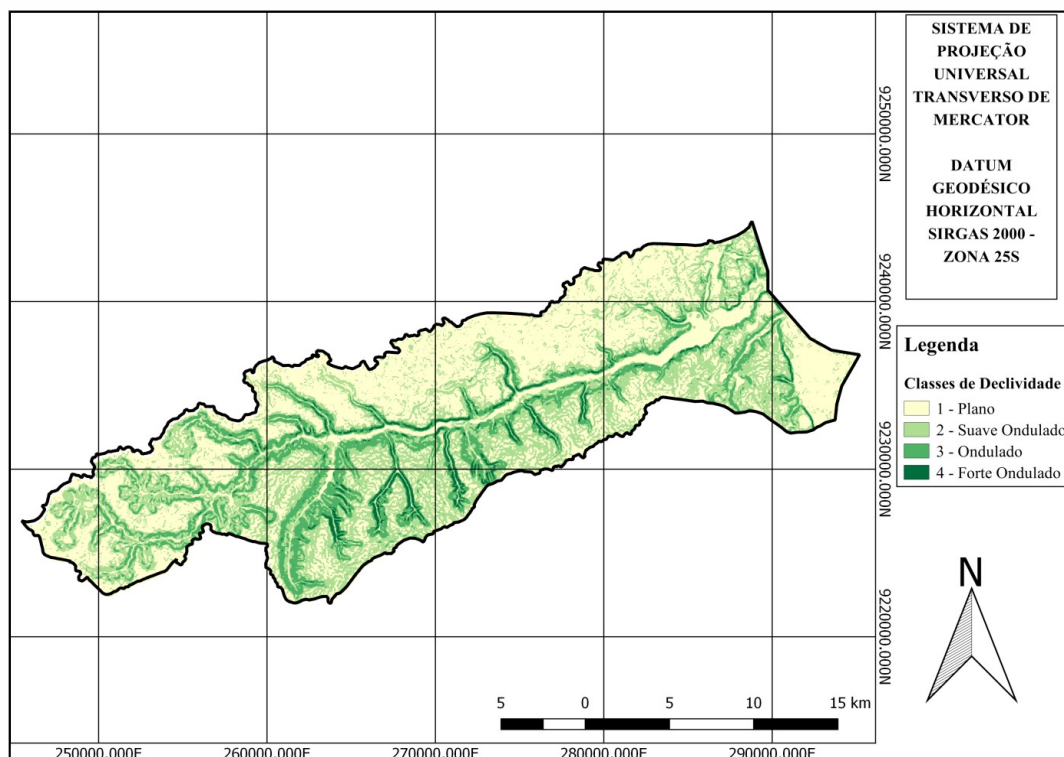 SISTEMA DE
PROJEÇÃO
UNIVERSAL
TRANSVERSO DE
MERCATOR
DATUM
GEODÉSICO
HORIZONTAL
SIRGAS 2000 -
ZONA 25S
9250000.000N
9240000.000N
9230000.000N
9220000.000N
Legenda
Classes de Declividade
1 - Plano
2 - Suave Ondulado
3 - Ondulado
4 - Forte Ondulado
N
5 0 5 10 15 km
250000.000E 260000.000E 270000.000E 280000.000E 290000.000E